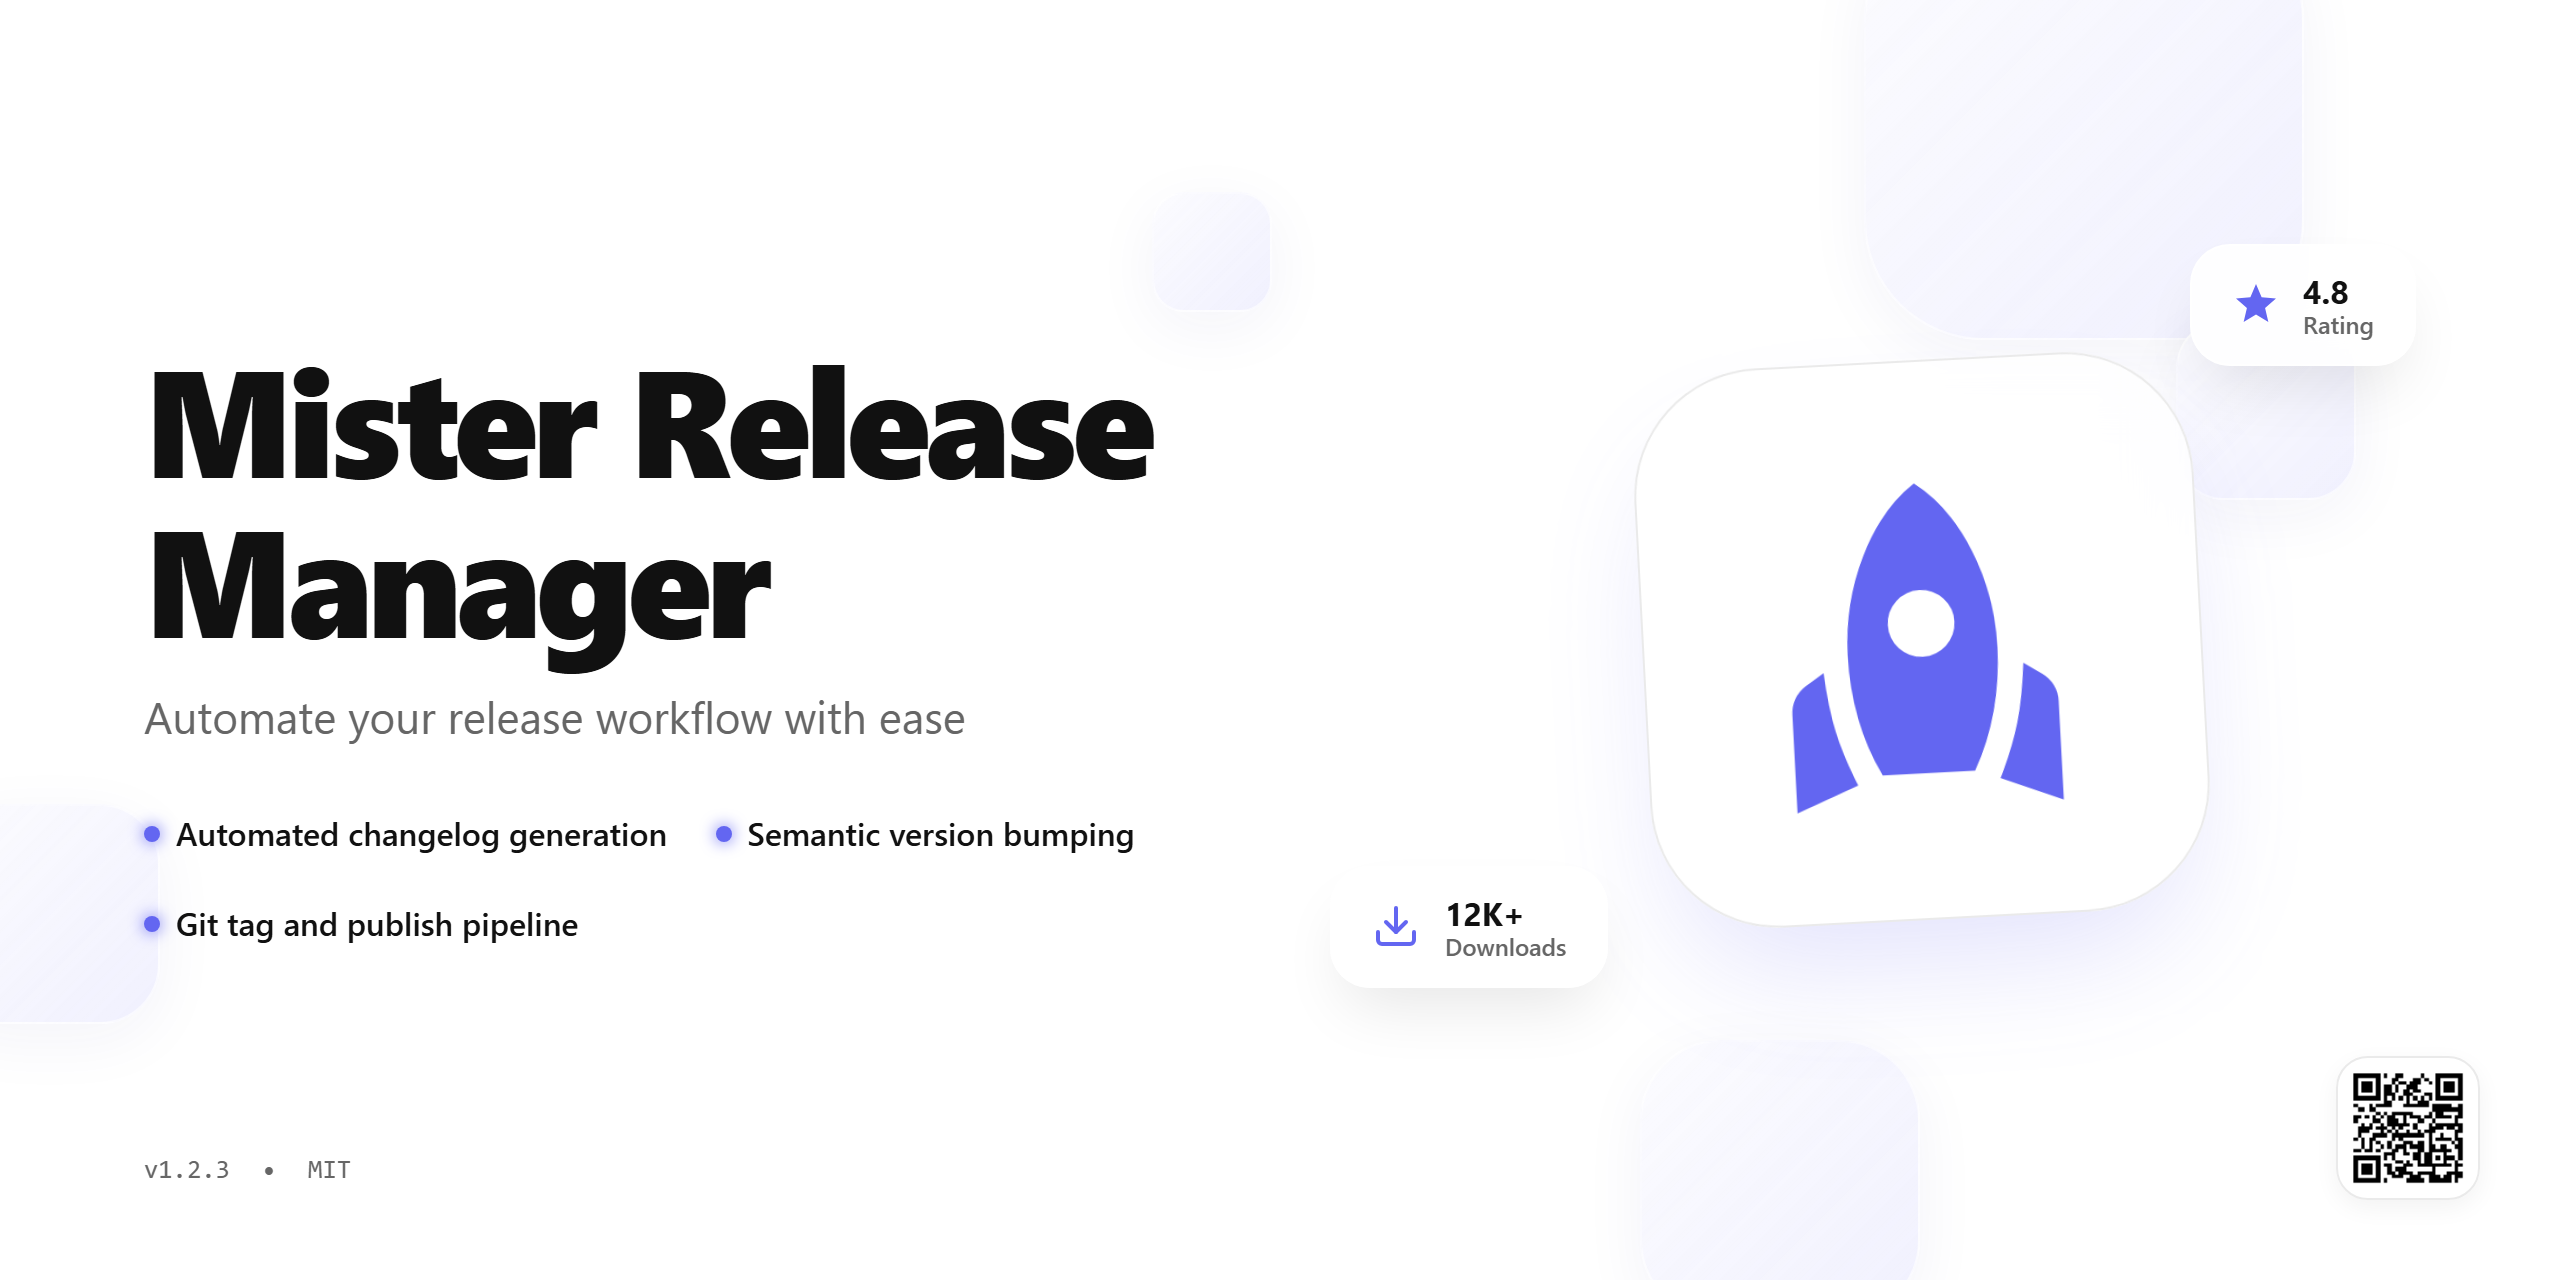 Mister Release
Manager
Automate your release workflow with ease
Automated changelog generation
Semantic version bumping
Git tag and publish pipeline
4.8
Rating
12K+
Downloads
v1.2.3 • MIT